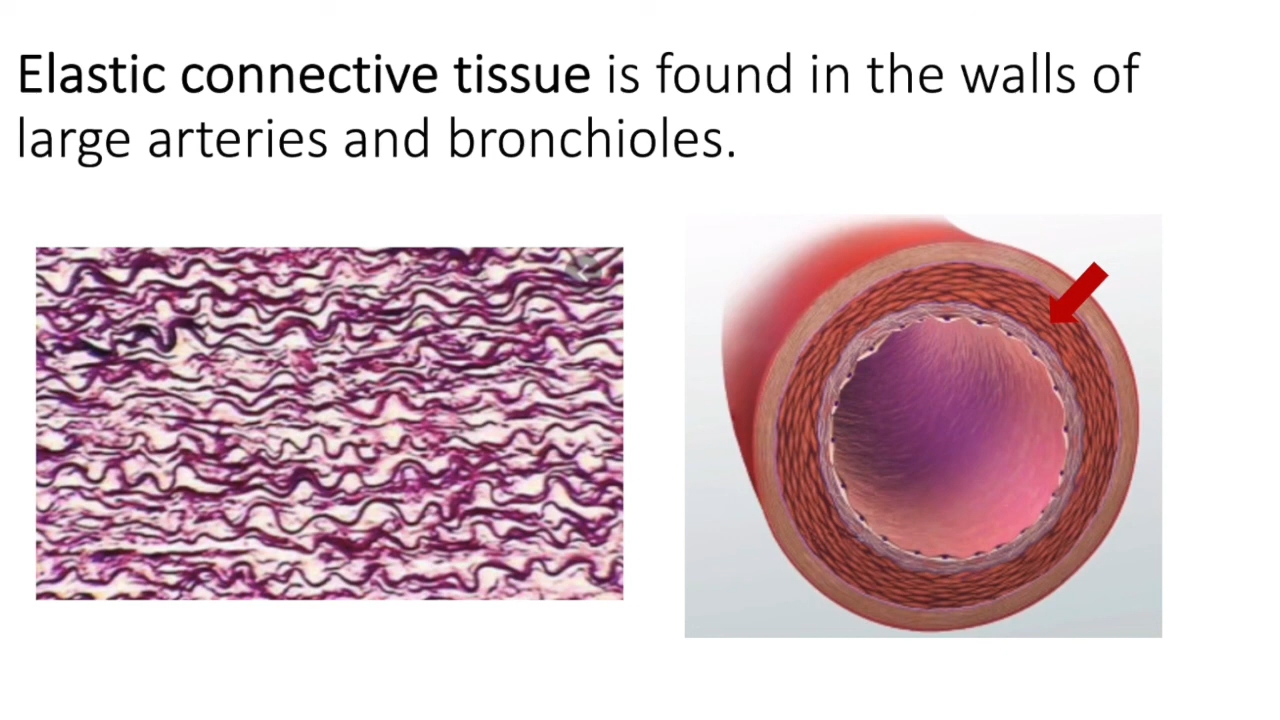 Elastic connective tissue is found in the walls of
large arteries and bronchioles.